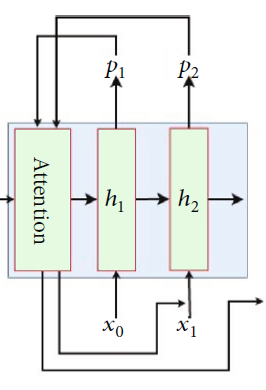 p₁ p₂
Attention h₁ h₂
x₀ x₁